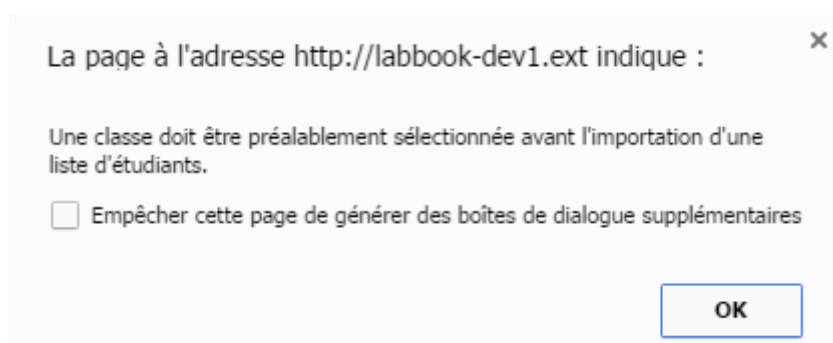 La page à l'adresse http://labbook-dev1.ext indique :
Une classe doit être préalablement sélectionnée avant l'importation d'une
liste d'étudiants.
Empêcher cette page de générer des boîtes de dialogue supplémentaires
OK